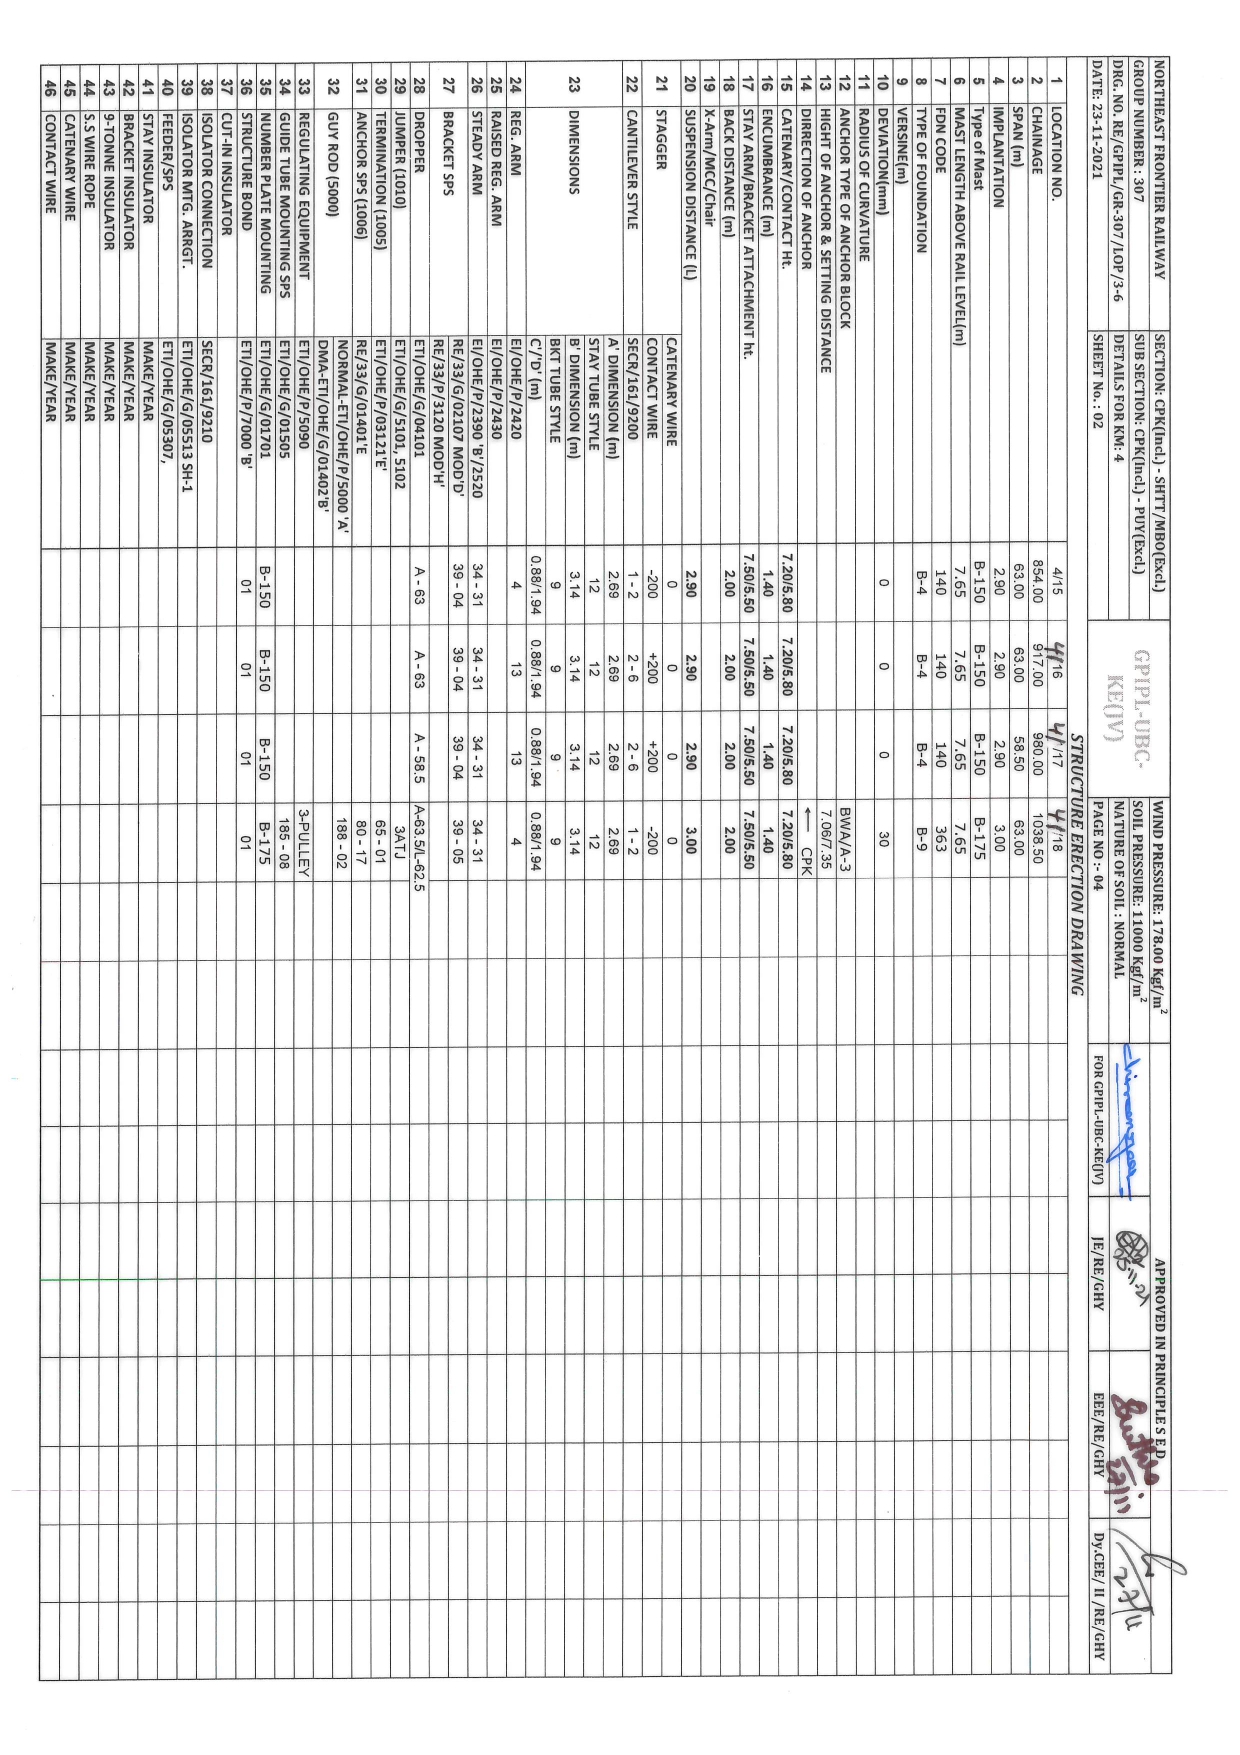 NORTHEAST FRONTIER RAILWAY SECTION: CPK(Incl.) - SHTT/MBO(Excl.) GPIPL-UBC-KE(JV) WIND PRESSURE: 178.00 Kgf/m² APPROVED IN PRINCIPLE S E D
GROUP NUMBER : 307 SUB SECTION: CPK(Incl.) - PUY(Excl.) SOIL PRESSURE: 11000 Kgf/m²
DRG. NO. RE/GPIPL/GR-307/LOP/3-6 DETAILS FOR KM: 4 NATURE OF SOIL : NORMAL 27/11 27/11
DATE: 23-11-2021 SHEET No. : 02 PAGE NO :- 04 FOR GPIPL-UBC-KE(JV) JE/RE/GHY EEE/RE/GHY Dy.CEE/ II /RE/GHY
STRUCTURE ERECTION DRAWING
1 LOCATION NO. 4/15 4/16 4/17 4/18
2 CHAINAGE 854.00 917.00 980.00 1038.50
3 SPAN (m) 63.00 63.00 58.50 63.00
4 IMPLANTATION 2.90 2.90 2.90 3.00
5 Type of Mast B-150 B-150 B-150 B-175
6 MAST LENGTH ABOVE RAIL LEVEL(m) 7.65 7.65 7.65 7.65
7 FDN CODE 140 140 140 363
8 TYPE OF FOUNDATION B-4 B-4 B-4 B-9
9 VERSINE(m)
10 DEVIATION(mm) 0 0 0 30
11 RADIUS OF CURVATURE
12 ANCHOR TYPE OF ANCHOR BLOCK BWA/A-3
13 HIGHT OF ANCHOR & SETTING DISTANCE 7.06/7.35
14 DIRRECTION OF ANCHOR ← CPK
15 CATENARY/CONTACT Ht. 7.20/5.80 7.20/5.80 7.20/5.80 7.20/5.80
16 ENCUMBRANCE (m) 1.40 1.40 1.40 1.40
17 STAY ARM/BRACKET ATTACHMENT ht. 7.50/5.50 7.50/5.50 7.50/5.50 7.50/5.50
18 BACK DISTANCE (m) 2.00 2.00 2.00 2.00
19 X-Arm/MCC/Chair
20 SUSPENSION DISTANCE (L) 2.90 2.90 2.90 3.00
21 STAGGER CATENARY WIRE 0 0 0 0
CONTACT WIRE -200 +200 +200 -200
22 CANTILEVER STYLE SECR/161/9200 1 - 2 2 - 6 2 - 6 1 - 2
23 DIMENSIONS A' DIMENSION (m) 2.69 2.69 2.69 2.69
STAY TUBE STYLE 12 12 12 12
B' DIMENSION (m) 3.14 3.14 3.14 3.14
BKT TUBE STYLE 9 9 9 9
C'/'D' (m) 0.88/1.94 0.88/1.94 0.88/1.94 0.88/1.94
24 REG. ARM EI/OHE/P/2420 4 13 13 4
25 RAISED REG. ARM EI/OHE/P/2430
26 STEADY ARM EI/OHE/P/2390 'B'/2520 34 - 31 34 - 31 34 - 31 34 - 31
27 BRACKET SPS RE/33/G/02107 MOD'D' 39 - 04 39 - 04 39 - 04 39 - 05
RE/33/P/3120 MOD'H'
28 DROPPER ETI/OHE/G/04101 A - 63 A - 63 A - 58.5 A-63.5/L-62.5
29 JUMPER (1010) ETI/OHE/G/5101, 5102 3ATJ
30 TERMINATION (1005) ETI/OHE/P/03121'E' 65 - 01
31 ANCHOR SPS (1006) RE/33/G/01401'E 80 - 17
32 GUY ROD (5000) NORMAL-ETI/OHE/P/5000 'A' 188 - 02
DMA-ETI/OHE/G/01402'B'
33 REGULATING EQUIPMENT ETI/OHE/P/5090 3-PULLEY
34 GUIDE TUBE MOUNTING SPS ETI/OHE/G/01505 185 - 08
35 NUMBER PLATE MOUNTING ETI/OHE/G/01701 B-150 B-150 B-150 B-175
36 STRUCTURE BOND ETI/OHE/P/7000 'B' 01 01 01 01
37 CUT-IN INSULATOR
38 ISOLATOR CONNECTION SECR/161/9210
39 ISOLATOR MTG. ARRGT. ETI/OHE/G/05513 SH-1
40 FEEDER/SPS ETI/OHE/G/05307,
41 STAY INSULATOR MAKE/YEAR
42 BRACKET INSULATOR MAKE/YEAR
43 9-TONNE INSULATOR MAKE/YEAR
44 S.S WIRE ROPE MAKE/YEAR
45 CATENARY WIRE MAKE/YEAR
46 CONTACT WIRE MAKE/YEAR